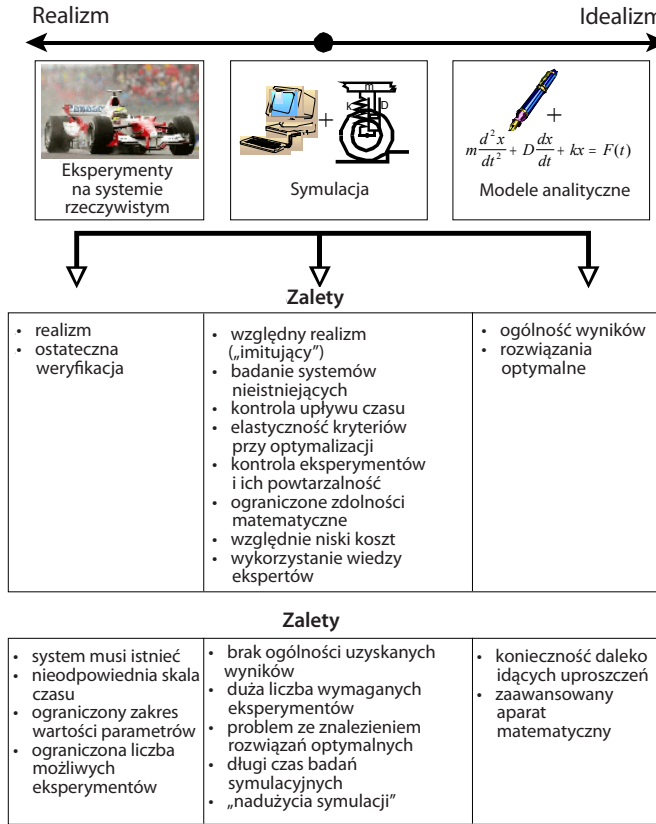 Realizm
Idealizm
Panasonic
Eksperymenty
na systemie
rzeczywistym
+
m
k
D
Symulacja
+
m d²x/dt² + D dx/dt + kx = F(t)
Modele analityczne
Zalety
• realizm
• ostateczna
weryfikacja
• względny realizm
(„imitujący”)
• badanie systemów
nieistniejących
• kontrola upływu czasu
• elastyczność kryteriów
przy optymalizacji
• kontrola eksperymentów
i ich powtarzalność
• ograniczone zdolności
matematyczne
• względnie niski koszt
• wykorzystanie wiedzy
ekspertów
• ogólność wyników
• rozwiązania
optymalne
Zalety
• system musi istnieć
• nieodpowiednia skala
czasu
• ograniczony zakres
wartości parametrów
• ograniczona liczba
możliwych
eksperymentów
• brak ogólności uzyskanych
wyników
• duża liczba wymaganych
eksperymentów
• problem ze znalezieniem
rozwiązań optymalnych
• długi czas badań
symulacyjnych
• „nadużycia symulacji”
• konieczność daleko
idących uproszczeń
• zaawansowany
aparat
matematyczny